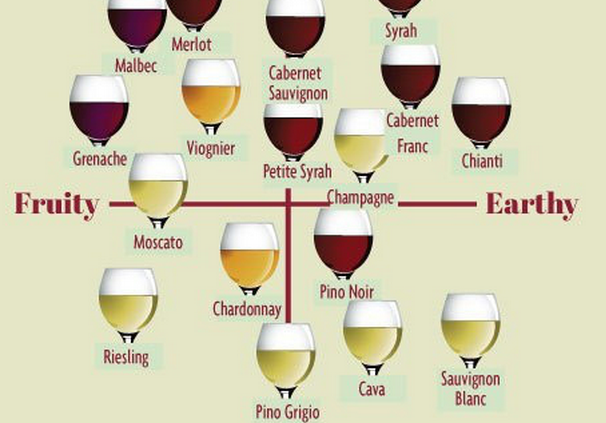 Merlot
Syrah
Malbec
Cabernet
Sauvignon
Cabernet
Franc
Grenache
Viognier
Petite Syrah
Chianti
Champagne
Fruity
Earthy
Moscato
Pino Noir
Chardonnay
Riesling
Cava
Sauvignon
Blanc
Pino Grigio